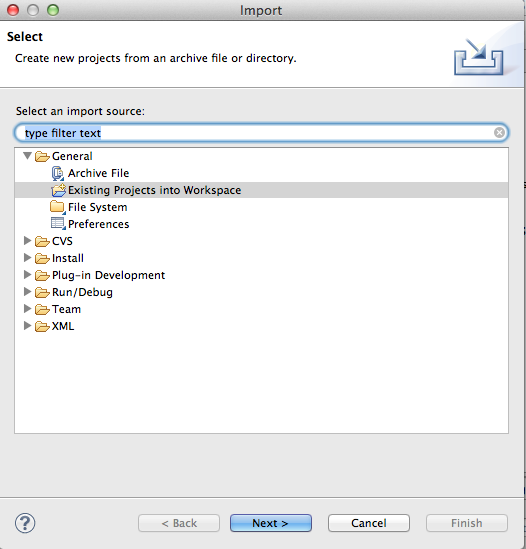 Import
Select
Create new projects from an archive file or directory.
Select an import source:
type filter text
General
Archive File
Existing Projects into Workspace
File System
Preferences
CVS
Install
Plug-in Development
Run/Debug
Team
XML
?
< Back
Next >
Cancel
Finish